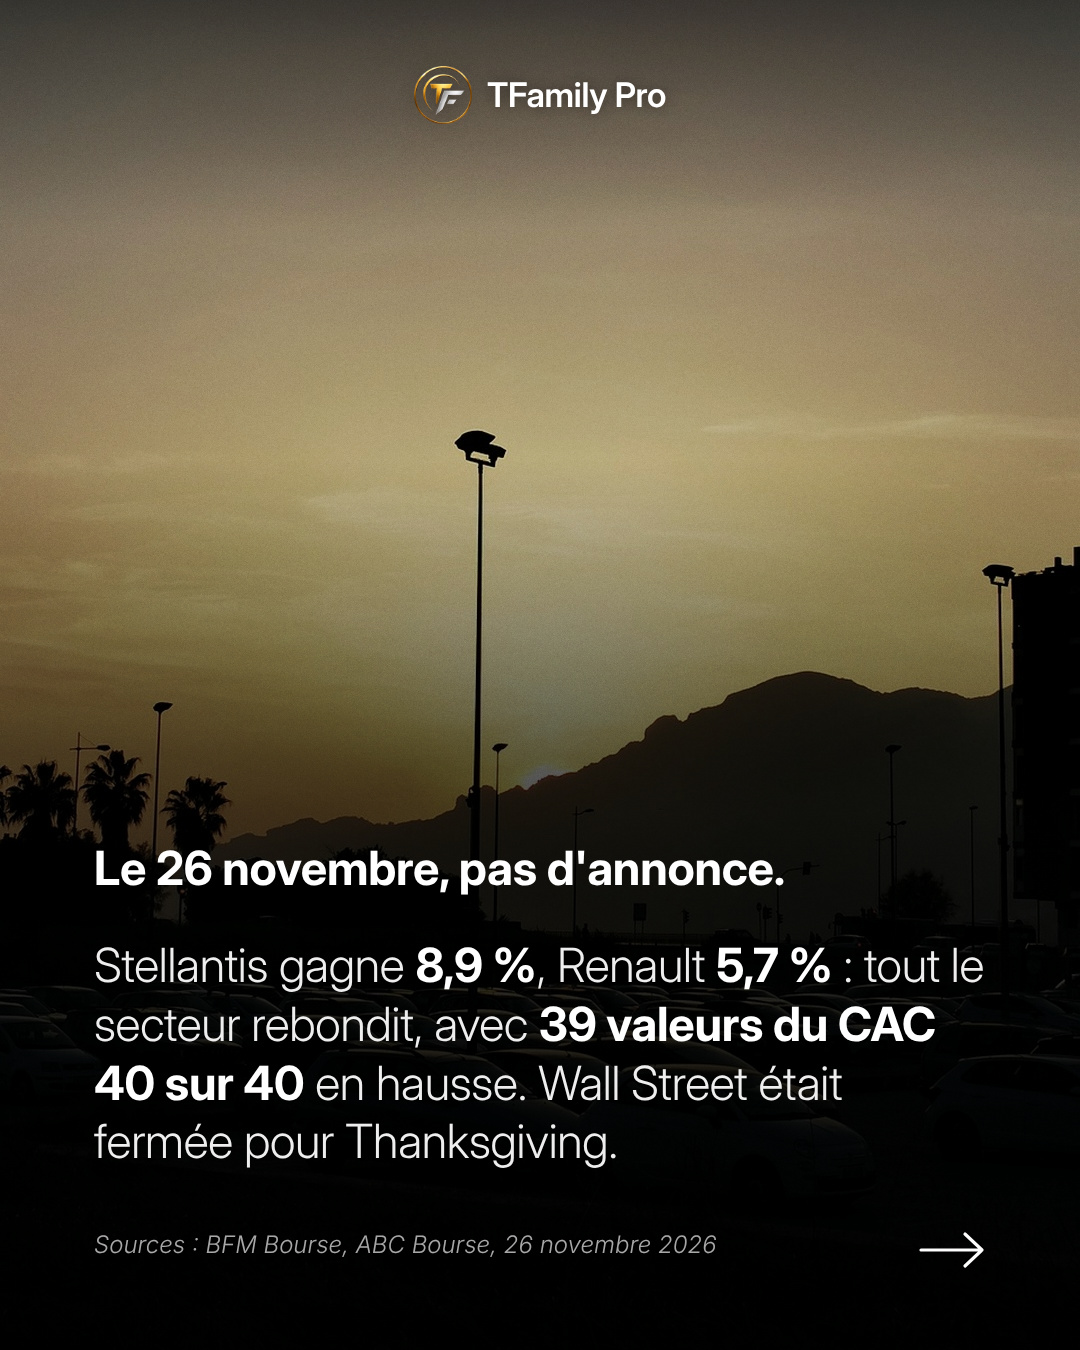 TFamily Pro
Le 26 novembre, pas d'annonce.
Stellantis gagne 8,9 %, Renault 5,7 % : tout le
secteur rebondit, avec 39 valeurs du CAC
40 sur 40 en hausse. Wall Street était
fermée pour Thanksgiving.
Sources : BFM Bourse, ABC Bourse, 26 novembre 2026